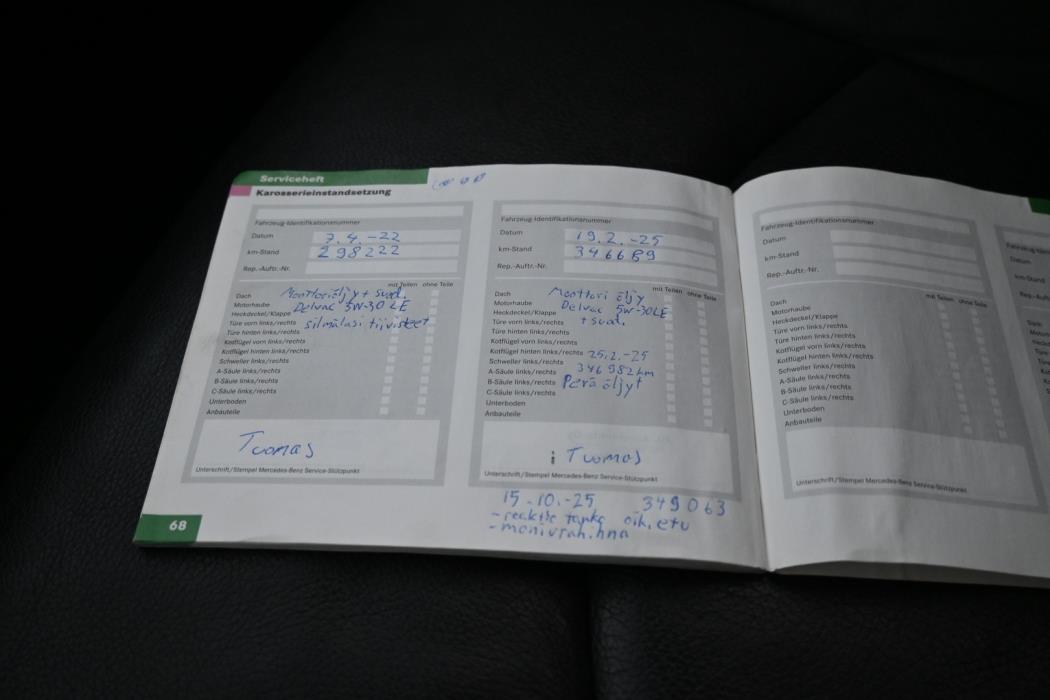 Serviceheft
Karosserieinstandsetzung
Fahrzeug-Identifikationsnummer
Datum 7.4.-22
km-Stand 298222
Rep.-Auftr.-Nr.
mit Teilen ohne Teile
Dach
Motorhaube
Heckdeckel/Klappe
Türe vorn links/rechts
Türe hinten links/rechts
Kotflügel vorn links/rechts
Kotflügel hinten links/rechts
Schweller links/rechts
A-Säule links/rechts
B-Säule links/rechts
C-Säule links/rechts
Unterboden
Anbauteile
Monttoriöljy + suod.
Delvac 5W-30 LE
silmälasi tiivisteet
Tuomas
Unterschrift/Stempel Mercedes-Benz Service-Stützpunkt
68
Fahrzeug-Identifikationsnummer
Datum 19.2.-25
km-Stand 346689
Rep.-Auftr.-Nr.
mit Teilen ohne Teile
Dach
Motorhaube
Heckdeckel/Klappe
Türe vorn links/rechts
Türe hinten links/rechts
Kotflügel vorn links/rechts
Kotflügel hinten links/rechts
Schweller links/rechts
A-Säule links/rechts
B-Säule links/rechts
C-Säule links/rechts
Unterboden
Anbauteile
Monttori öljy
Delvac 5W-30LE
+ suod.
25.2.-25
346982km
Perä öljyt
Tuomas
Unterschrift/Stempel Mercedes-Benz Service-Stützpunkt
15.10.-25 349063
oik. etu
- moniurah.hna
Fahrzeug-Identifikationsnummer
Datum
km-Stand
Rep.-Auftr.-Nr.
mit Teilen ohne Teile
Dach
Motorhaube
Heckdeckel/Klappe
Türe vorn links/rechts
Türe hinten links/rechts
Kotflügel vorn links/rechts
Kotflügel hinten links/rechts
Schweller links/rechts
A-Säule links/rechts
B-Säule links/rechts
C-Säule links/rechts
Unterboden
Anbauteile
Unterschrift/Stempel Mercedes-Benz Service-Stützpunkt
Datum
km-Stand